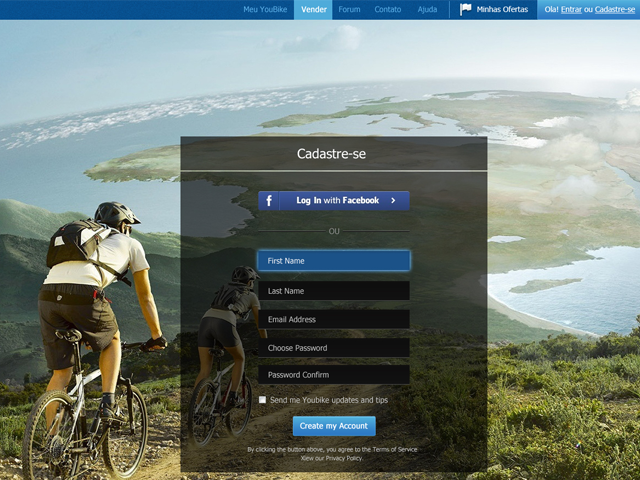 Meu YouBike Vender Forum Contato Ajuda Minhas Ofertas Ola! Entrar ou Cadastre-se
Cadastre-se
f Log In with Facebook >
OU
First Name
Last Name
Email Address
Choose Password
Password Confirm
Send me Youbike updates and tips
Create my Account
By clicking the button above, you agree to the Terms of Service
View our Privacy Policy.